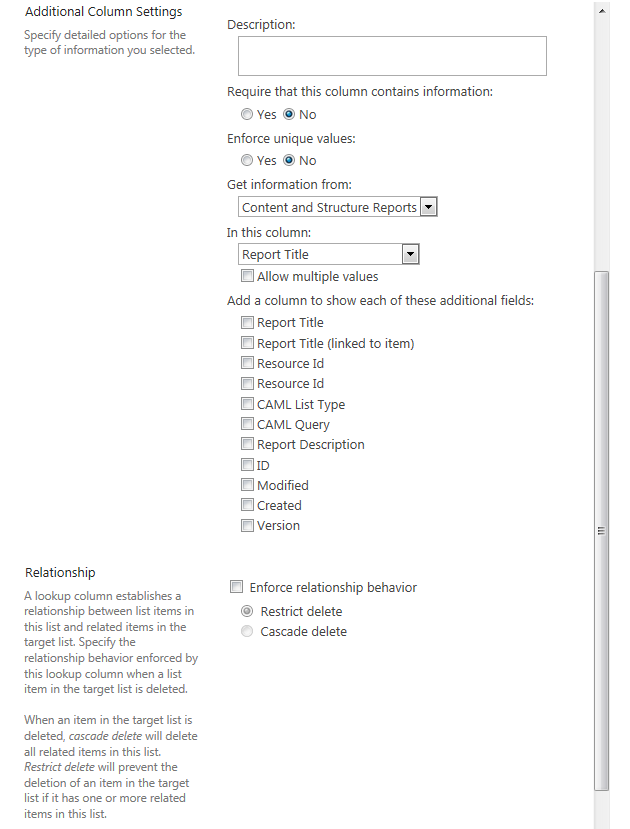 Additional Column Settings
Specify detailed options for the
type of information you selected.
Description:
Require that this column contains information:
Yes No
Enforce unique values:
Yes No
Get information from:
Content and Structure Reports
In this column:
Report Title
Allow multiple values
Add a column to show each of these additional fields:
Report Title
Report Title (linked to item)
Resource Id
Resource Id
CAML List Type
CAML Query
Report Description
ID
Modified
Created
Version
Relationship
A lookup column establishes a
relationship between list items in
this list and related items in the
target list. Specify the
relationship behavior enforced by
this lookup column when a list
item in the target list is deleted.
When an item in the target list is
deleted, cascade delete will delete
all related items in this list.
Restrict delete will prevent the
deletion of an item in the target
list if it has one or more related
items in this list.
Enforce relationship behavior
Restrict delete
Cascade delete